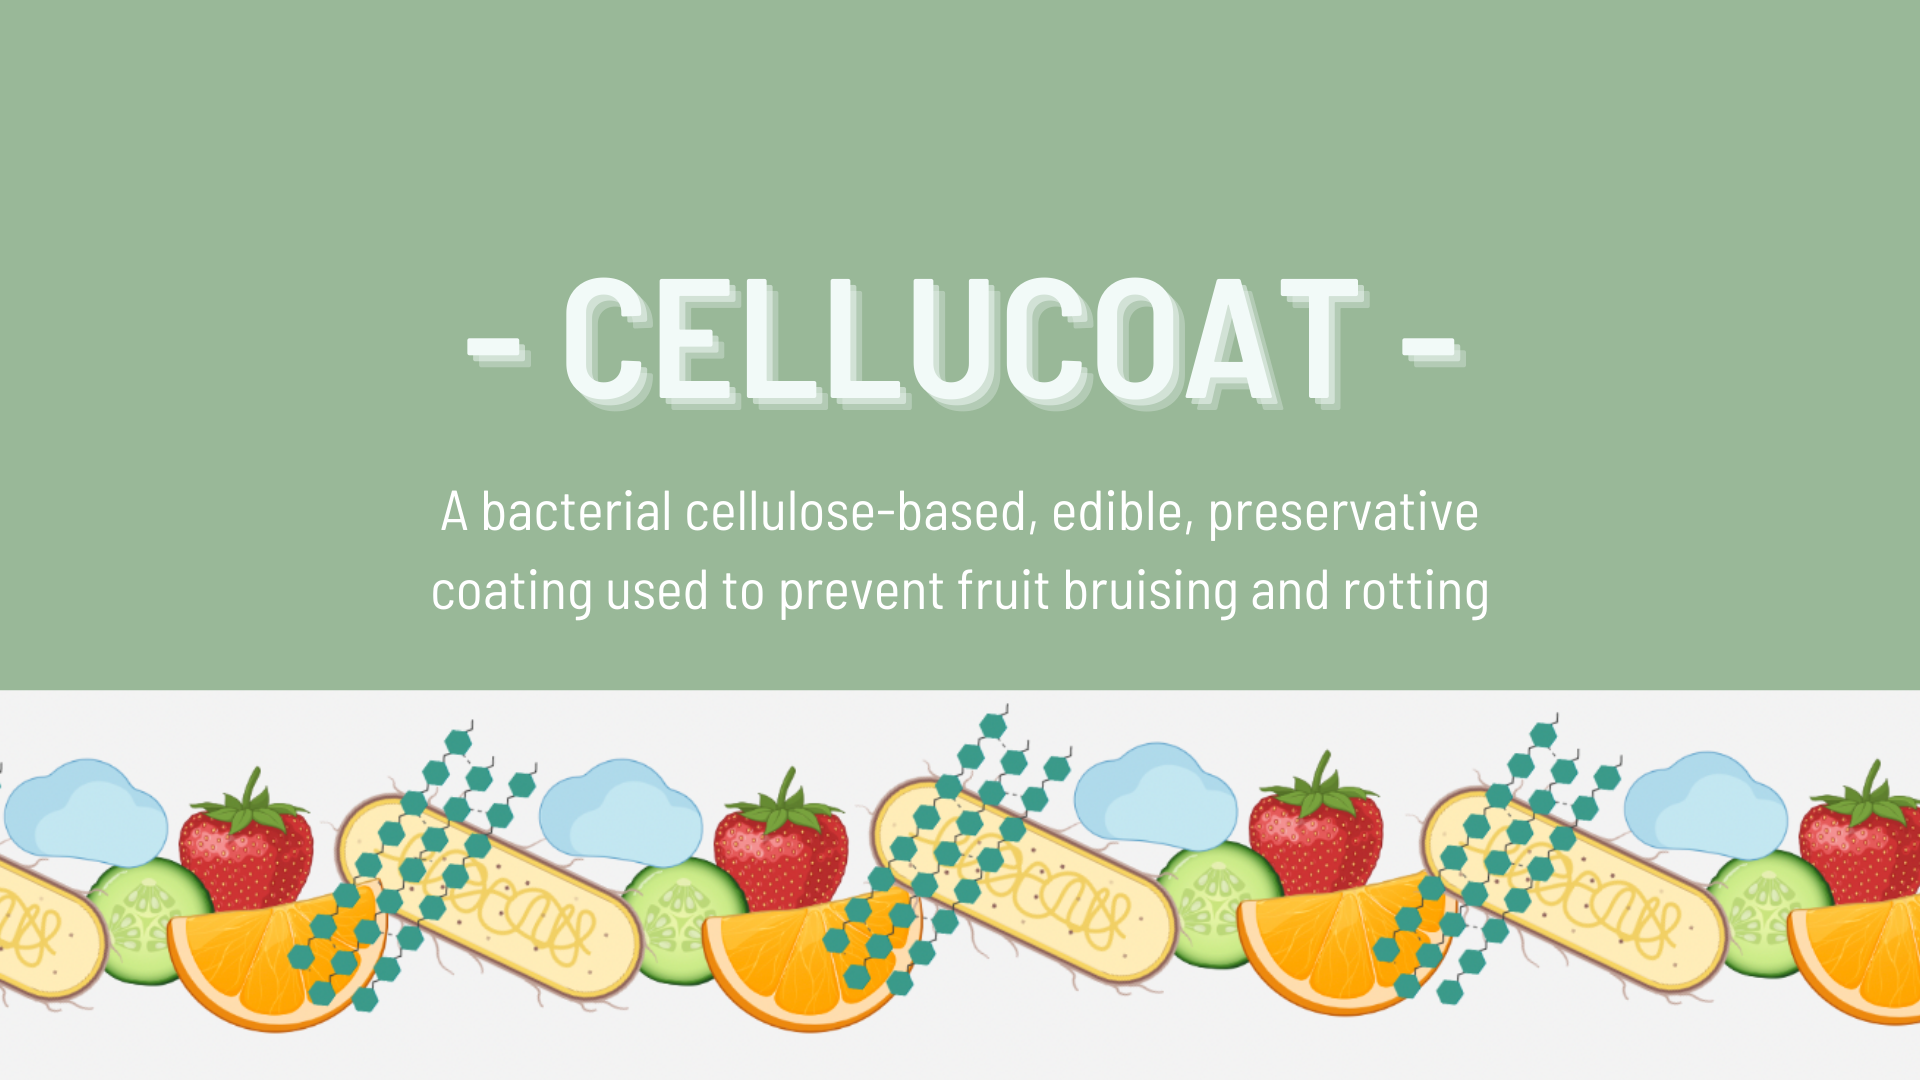 - CELLUCOAT -
A bacterial cellulose-based, edible, preservative
coating used to prevent fruit bruising and rotting